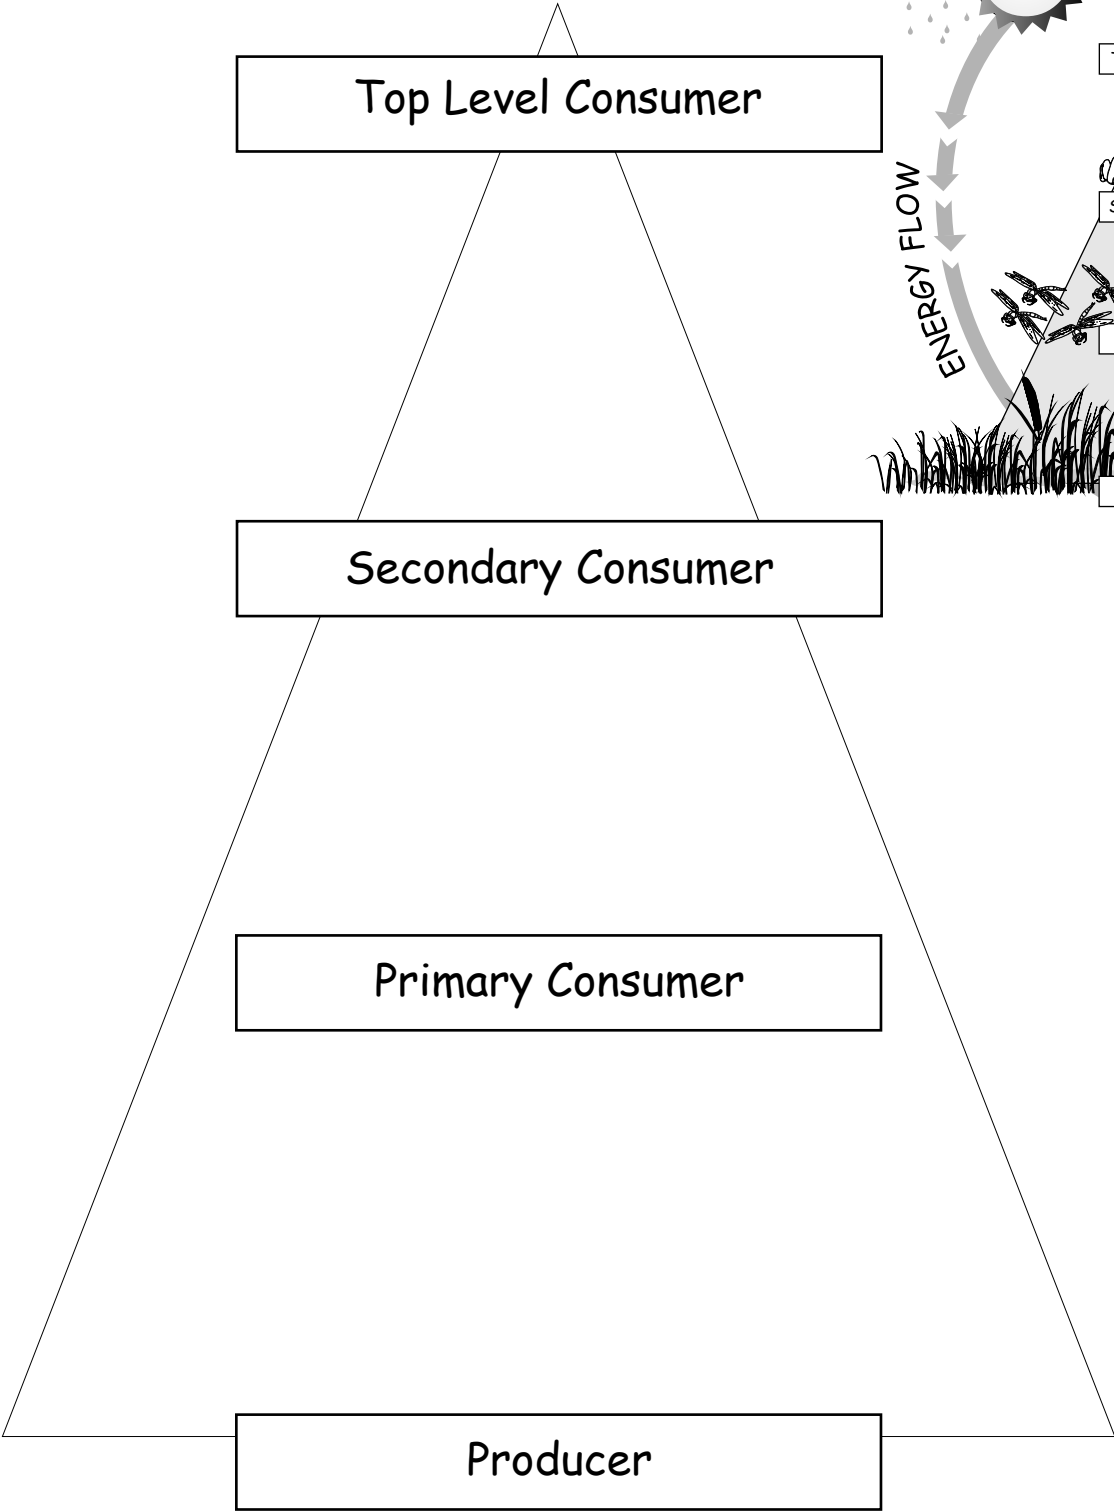 Top Level Consumer
ENERGY FLOW
Secondary Consumer
Primary Consumer
Producer